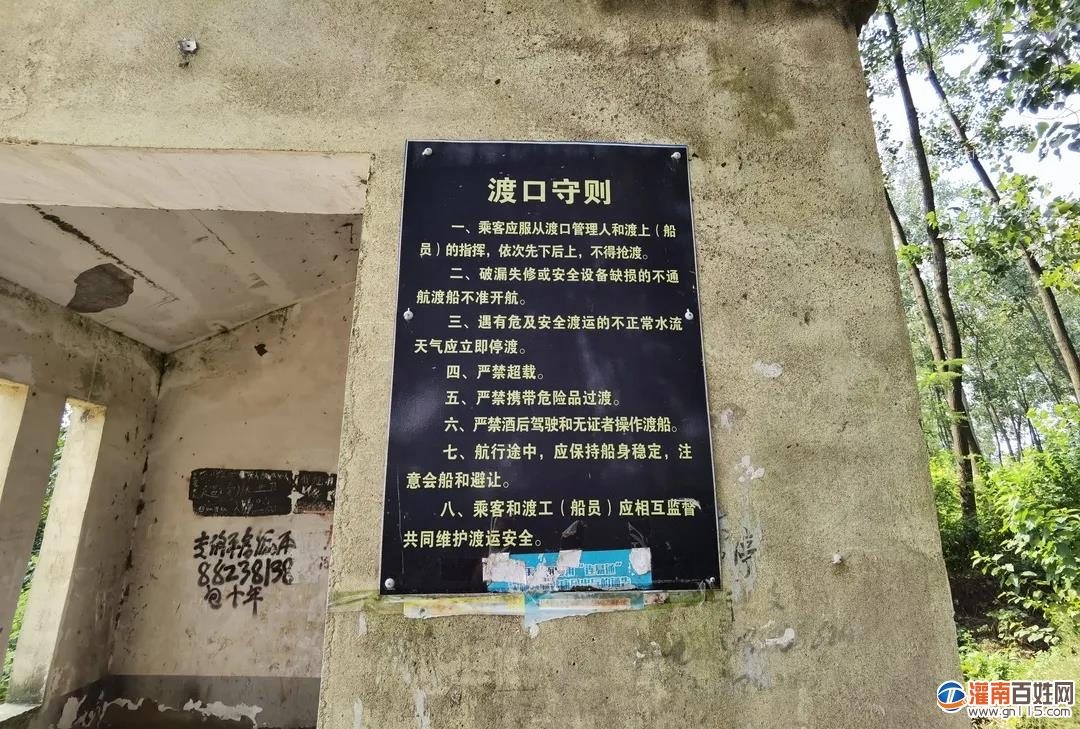 渡口守则
一、乘客应服从渡口管理人和渡上（船
员）的指挥，依次先下后上，不得抢渡。
二、破漏失修或安全设备缺损的不通
航渡船不准开航。
三、遇有危及安全渡运的不正常水流
天气应立即停渡。
四、严禁超载。
五、严禁携带危险品过渡。
六、严禁酒后驾驶和无证者操作渡船。
七、航行途中，应保持船身稳定，注
意会船和避让。
八、乘客和渡工（船员）应相互监督
共同维护渡运安全。
88238138
包十年
停
灌南百姓网
www.gn115.com